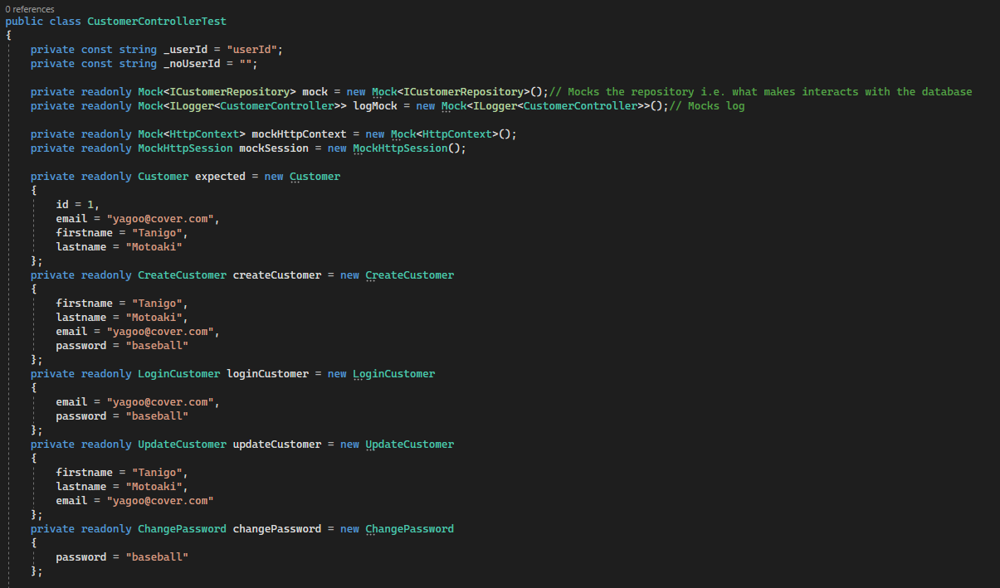 0 references
public class CustomerControllerTest
{
private const string _userId = "userId";
private const string _noUserId = "";
private readonly Mock<ICustomerRepository> mock = new Mock<ICustomerRepository>();// Mocks the repository i.e. what makes interacts with the database
private readonly Mock<ILogger<CustomerController>> logMock = new Mock<ILogger<CustomerController>>();// Mocks log
private readonly Mock<HttpContext> mockHttpContext = new Mock<HttpContext>();
private readonly MockHttpSession mockSession = new MockHttpSession();
private readonly Customer expected = new Customer
{
id = 1,
email = "yagoo@cover.com",
firstname = "Tanigo",
lastname = "Motoaki"
};
private readonly CreateCustomer createCustomer = new CreateCustomer
{
firstname = "Tanigo",
lastname = "Motoaki",
email = "yagoo@cover.com",
password = "baseball"
};
private readonly LoginCustomer loginCustomer = new LoginCustomer
{
email = "yagoo@cover.com",
password = "baseball"
};
private readonly UpdateCustomer updateCustomer = new UpdateCustomer
{
firstname = "Tanigo",
lastname = "Motoaki",
email = "yagoo@cover.com"
};
private readonly ChangePassword changePassword = new ChangePassword
{
password = "baseball"
};